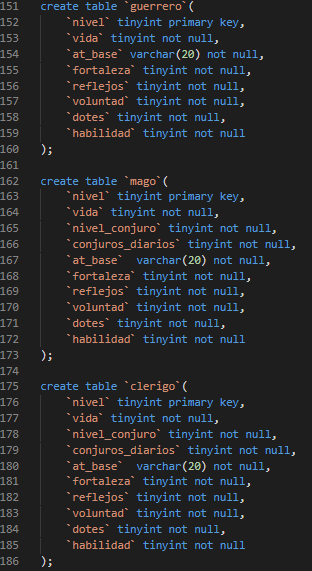 151 create table `guerrero`(
152     `nivel` tinyint primary key,
153     `vida` tinyint not null,
154     `at_base` varchar(20) not null,
155     `fortaleza` tinyint not null,
156     `reflejos` tinyint not null,
157     `voluntad` tinyint not null,
158     `dotes` tinyint not null,
159     `habilidad` tinyint not null
160 );
161
162 create table `mago`(
163     `nivel` tinyint primary key,
164     `vida` tinyint not null,
165     `nivel_conjuro` tinyint not null,
166     `conjuros_diarios` tinyint not null,
167     `at_base`  varchar(20) not null,
168     `fortaleza` tinyint not null,
169     `reflejos` tinyint not null,
170     `voluntad` tinyint not null,
171     `dotes` tinyint not null,
172     `habilidad` tinyint not null
173 );
174
175 create table `clerigo`(
176     `nivel` tinyint primary key,
177     `vida` tinyint not null,
178     `nivel_conjuro` tinyint not null,
179     `conjuros_diarios` tinyint not null,
180     `at_base`  varchar(20) not null,
181     `fortaleza` tinyint not null,
182     `reflejos` tinyint not null,
183     `voluntad` tinyint not null,
184     `dotes` tinyint not null,
185     `habilidad` tinyint not null
186 );